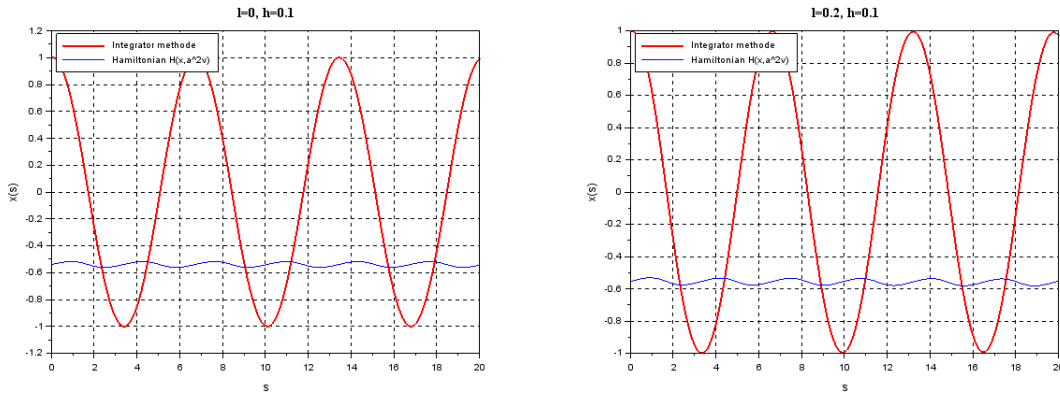 l=0, h=0.1
1.2
Integrator methode
1
Hamiltonian H(x,a^2v)
0.8
0.6
0.4
0.2
x(s)
0
-0.2
-0.4
-0.6
-0.8
-1
-1.2
0 2 4 6 8 10 12 14 16 18 20
s
l=0.2, h=0.1
1
Integrator methode
0.8
Hamiltonian H(x,a^2v)
0.6
0.4
0.2
x(s)
0
-0.2
-0.4
-0.6
-0.8
-1
0 2 4 6 8 10 12 14 16 18 20
s